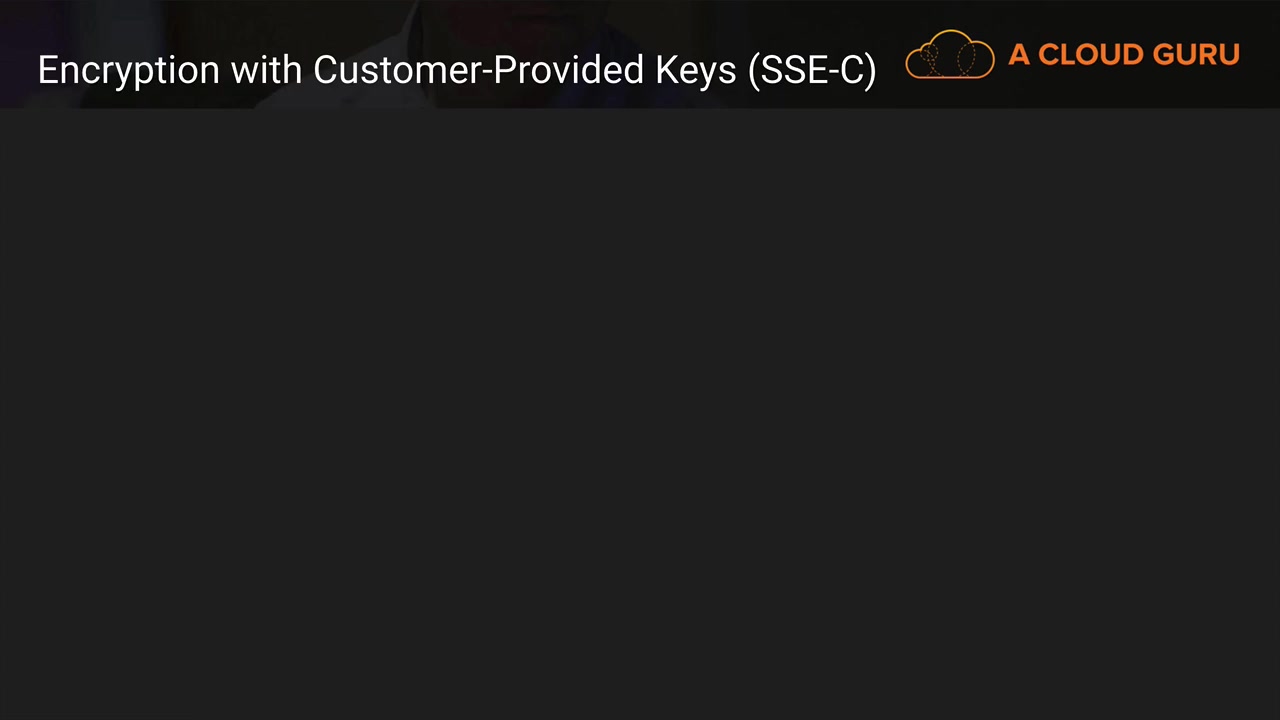 Encryption with Customer-Provided Keys (SSE-C)
A CLOUD GURU